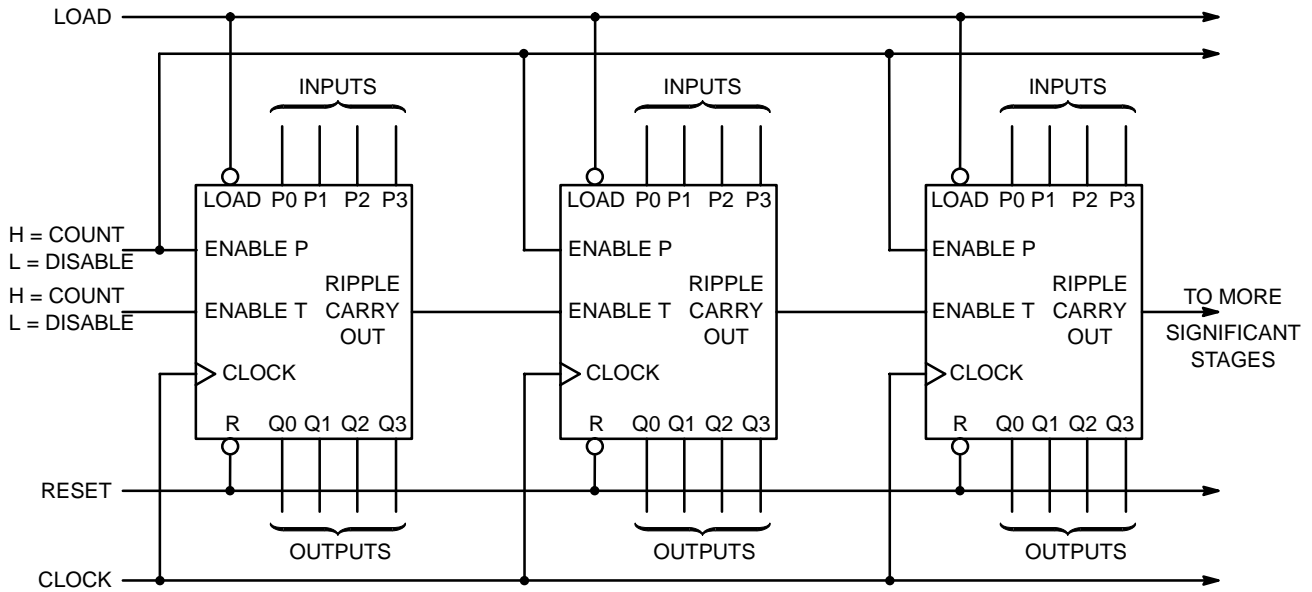 LOAD
INPUTS
INPUTS
INPUTS
LOAD P0 P1 P2 P3
LOAD P0 P1 P2 P3
LOAD P0 P1 P2 P3
H = COUNT
L = DISABLE
ENABLE P
ENABLE P
ENABLE P
H = COUNT
L = DISABLE
ENABLE T
RIPPLE
CARRY
OUT
ENABLE T
RIPPLE
CARRY
OUT
ENABLE T
RIPPLE
CARRY
OUT
TO MORE
SIGNIFICANT
STAGES
CLOCK
CLOCK
CLOCK
R Q0 Q1 Q2 Q3
R Q0 Q1 Q2 Q3
R Q0 Q1 Q2 Q3
RESET
OUTPUTS
OUTPUTS
OUTPUTS
CLOCK